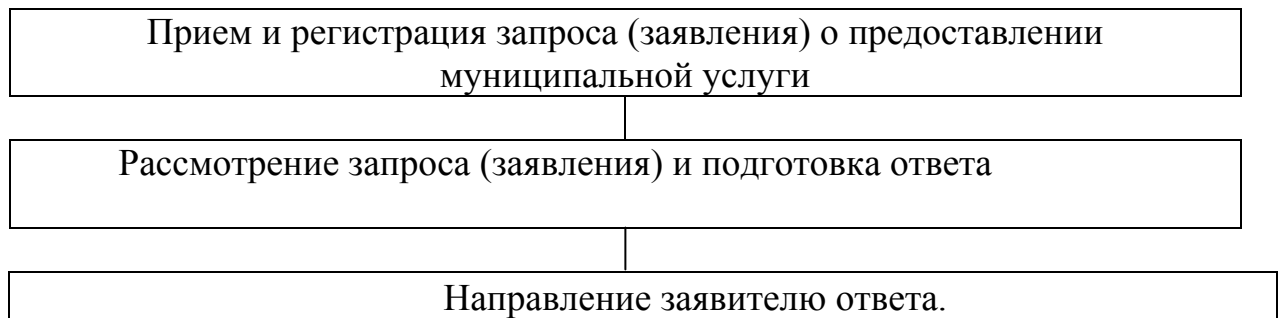 Прием и регистрация запроса (заявления) о предоставлении
муниципальной услуги
Рассмотрение запроса (заявления) и подготовка ответа
Направление заявителю ответа.